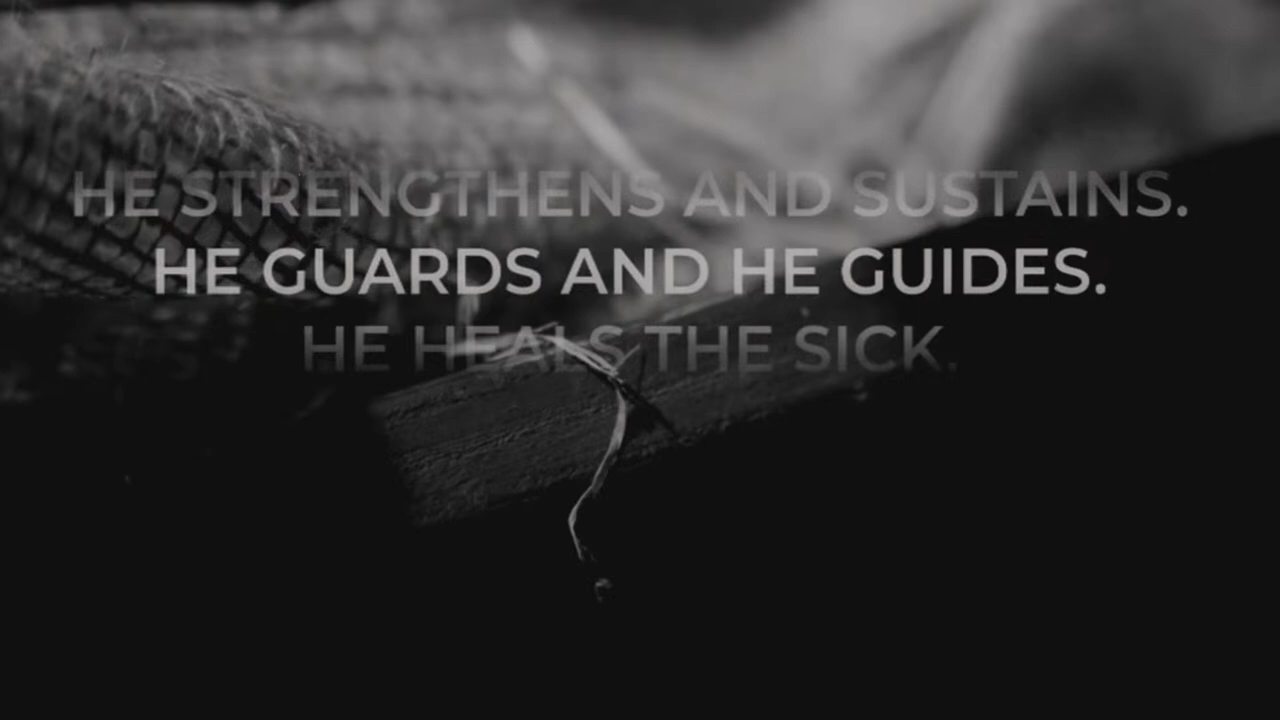 HE STRENGTHENS AND SUSTAINS.
HE GUARDS AND HE GUIDES.
HE HEALS THE SICK.